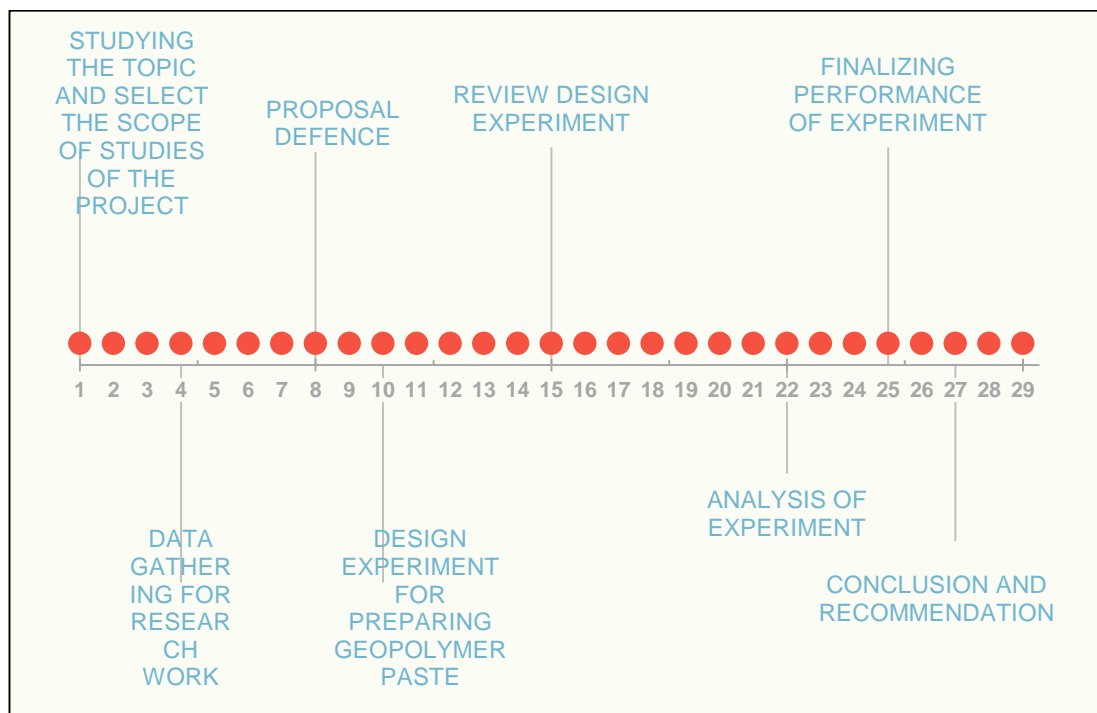 STUDYING
THE TOPIC
AND SELECT
THE SCOPE
OF STUDIES
OF THE
PROJECT
PROPOSAL
DEFENCE
REVIEW DESIGN
EXPERIMENT
FINALIZING
PERFORMANCE
OF EXPERIMENT
1 2 3 4 5 6 7 8 9 10 11 12 13 14 15 16 17 18 19 20 21 22 23 24 25 26 27 28 29
DATA
GATHER
ING FOR
RESEAR
CH
WORK
DESIGN
EXPERIMENT
FOR
PREPARING
GEOPOLYMER
PASTE
ANALYSIS OF
EXPERIMENT
CONCLUSION AND
RECOMMENDATION